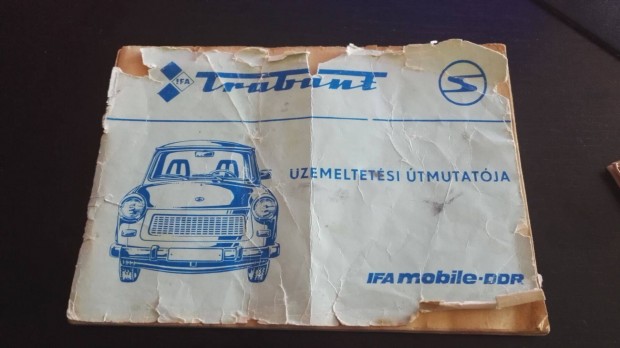 IFA Trabant S
UZEMELTETÉSI ÚTMUTATÓJA
IFA mobile-DDR